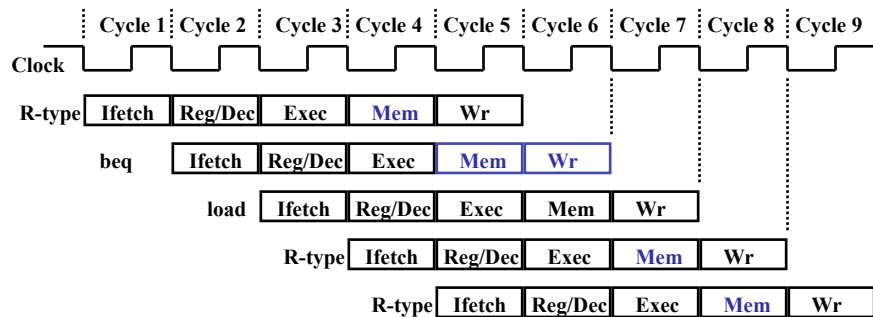 Cycle 1 Cycle 2 Cycle 3 Cycle 4 Cycle 5 Cycle 6 Cycle 7 Cycle 8 Cycle 9
Clock
R-type Ifetch Reg/Dec Exec Mem Wr
beq Ifetch Reg/Dec Exec Mem Wr
load Ifetch Reg/Dec Exec Mem Wr
R-type Ifetch Reg/Dec Exec Mem Wr
R-type Ifetch Reg/Dec Exec Mem Wr